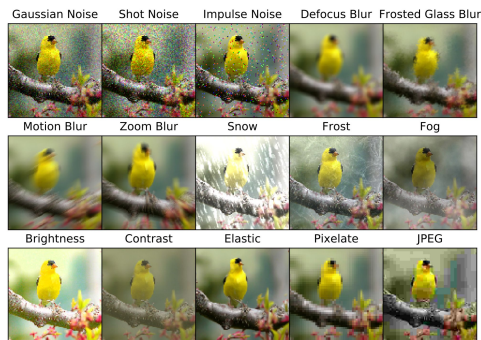 Gaussian Noise Shot Noise Impulse Noise Defocus Blur Frosted Glass Blur
Motion Blur Zoom Blur Snow Frost Fog
Brightness Contrast Elastic Pixelate JPEG